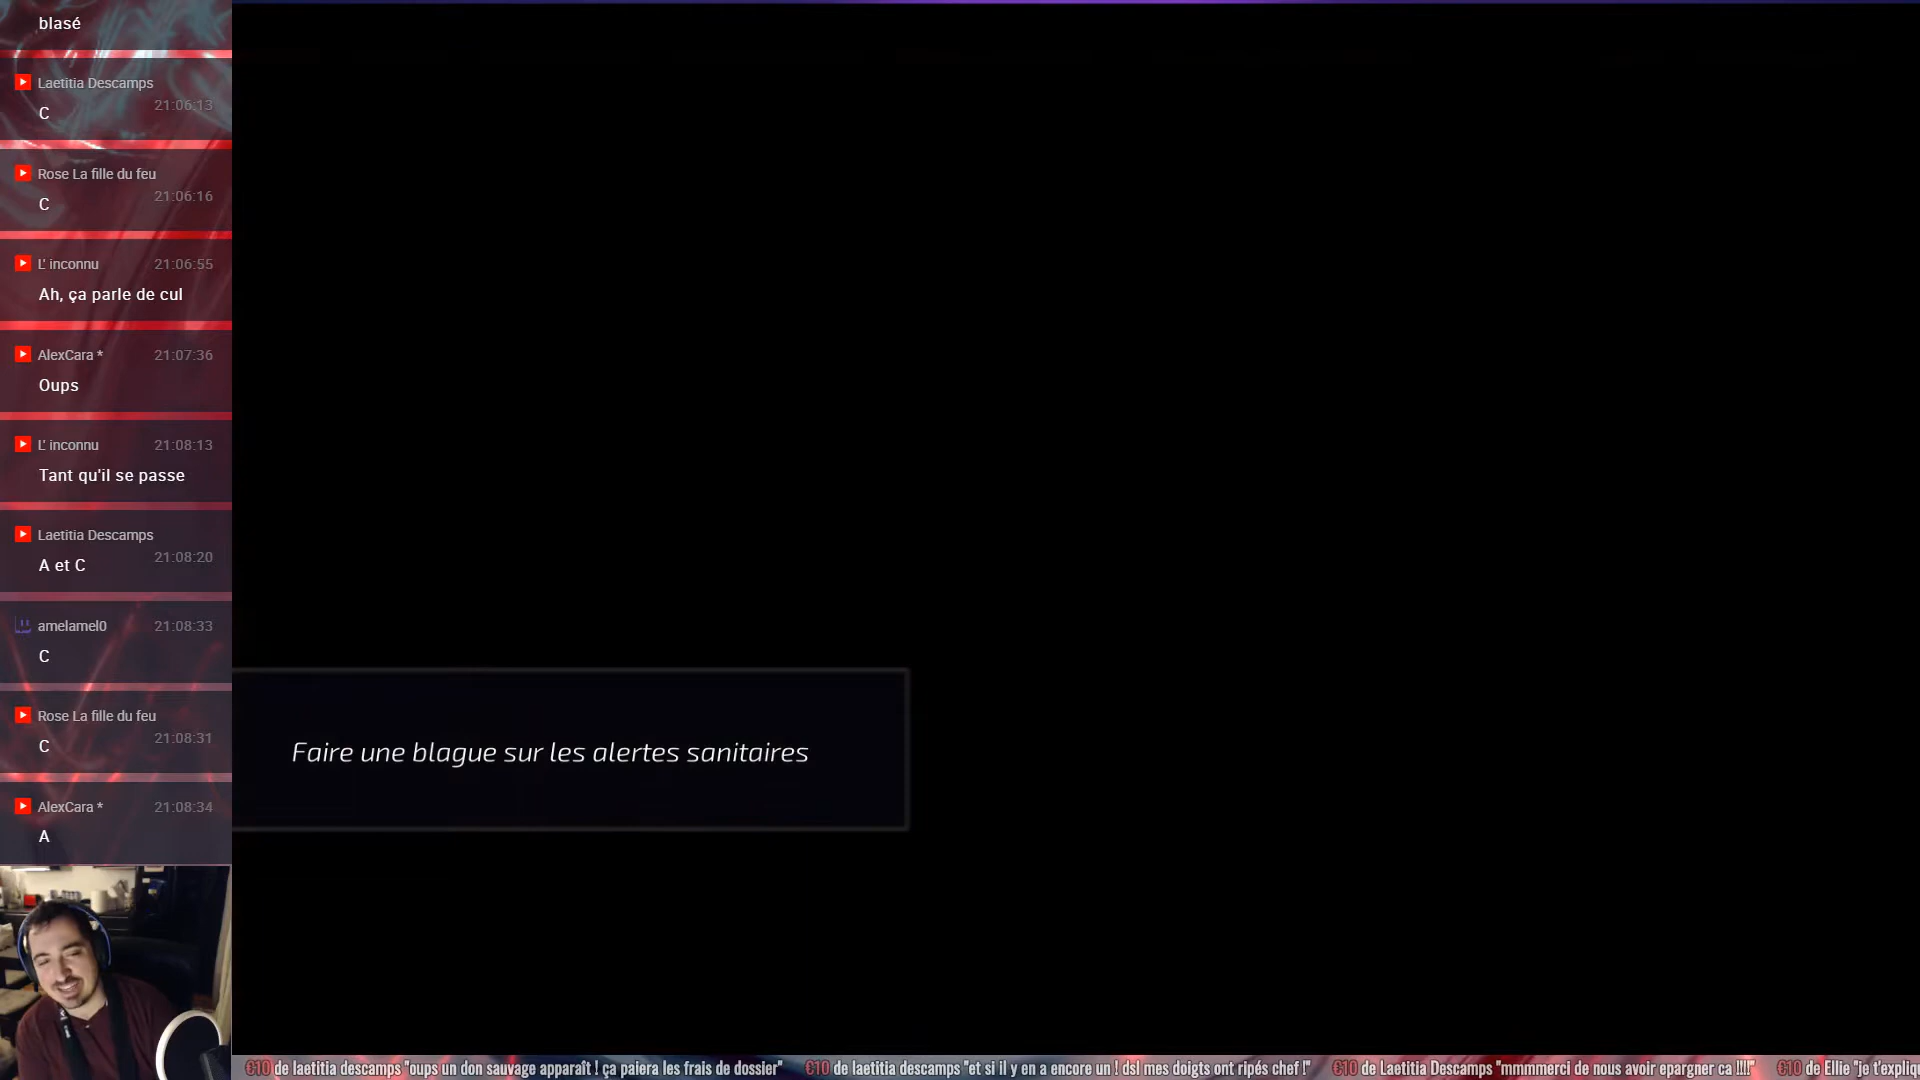 blasé
Laetitia Descamps
21:06:13
C
Rose La fille du feu
21:06:16
C
L' inconnu 21:06:55
Ah, ça parle de cul
AlexCara * 21:07:36
Oups
L' inconnu 21:08:13
Tant qu'il se passe
Laetitia Descamps
21:08:20
A et C
amelamel0 21:08:33
C
Rose La fille du feu
21:08:31
C
AlexCara * 21:08:34
A
Faire une blague sur les alertes sanitaires
€10 de laetitia descamps "oups un don sauvage apparaît ! ça paiera les frais de dossier" €10 de laetitia descamps "et si il y en a encore un ! dsl mes doigts ont ripés chef !" €10 de Laetitia Descamps "mmmmerci de nous avoir epargner ca !!!!" €10 de Ellie "je t'expliqu